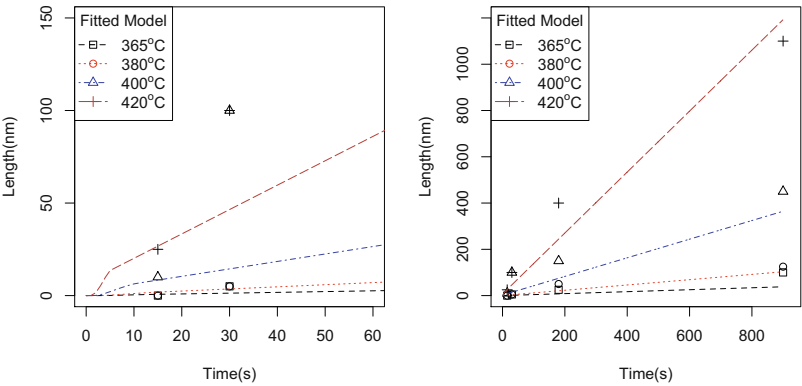 Fitted Model
365°C
380°C
400°C
420°C
150
100
50
0
Length(nm)
0 10 20 30 40 50 60
Time(s)
Fitted Model
365°C
380°C
400°C
420°C
1000
800
600
400
200
0
Length(nm)
0 200 400 600 800
Time(s)